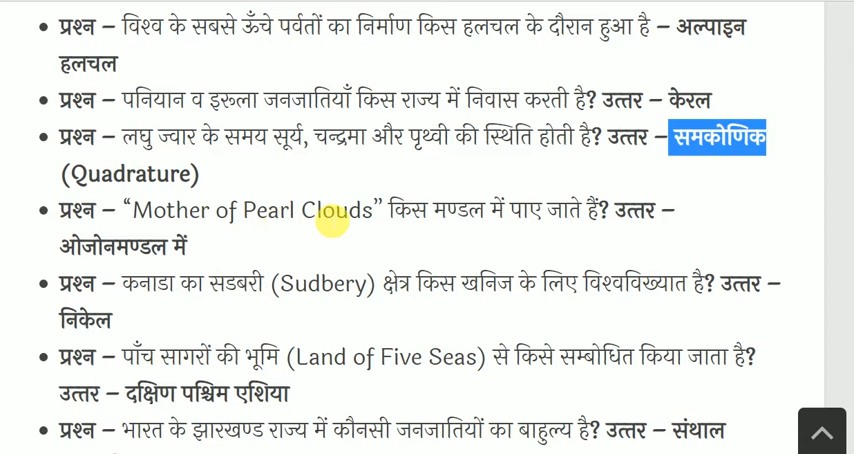 प्रश्न – विश्व के सबसे ऊँचे पर्वतों का निर्माण किस हलचल के दौरान हुआ है – अल्पाइन
हलचल
प्रश्न – पनियान व इरूला जनजातियाँ किस राज्य में निवास करती है? उत्तर – केरल
प्रश्न – लघु ज्वार के समय सूर्य, चन्द्रमा और पृथ्वी की स्थिति होती है? उत्तर – समकोणिक
(Quadrature)
प्रश्न – “Mother of Pearl Clouds” किस मण्डल में पाए जाते हैं? उत्तर –
ओजोनमण्डल में
प्रश्न – कनाडा का सडबरी (Sudbery) क्षेत्र किस खनिज के लिए विश्वविख्यात है? उत्तर –
निकेल
प्रश्न – पाँच सागरों की भूमि (Land of Five Seas) से किसे सम्बोधित किया जाता है?
उत्तर – दक्षिण पश्चिम एशिया
प्रश्न – भारत के झारखण्ड राज्य में कौनसी जनजातियों का बाहुल्य है? उत्तर – संथाल